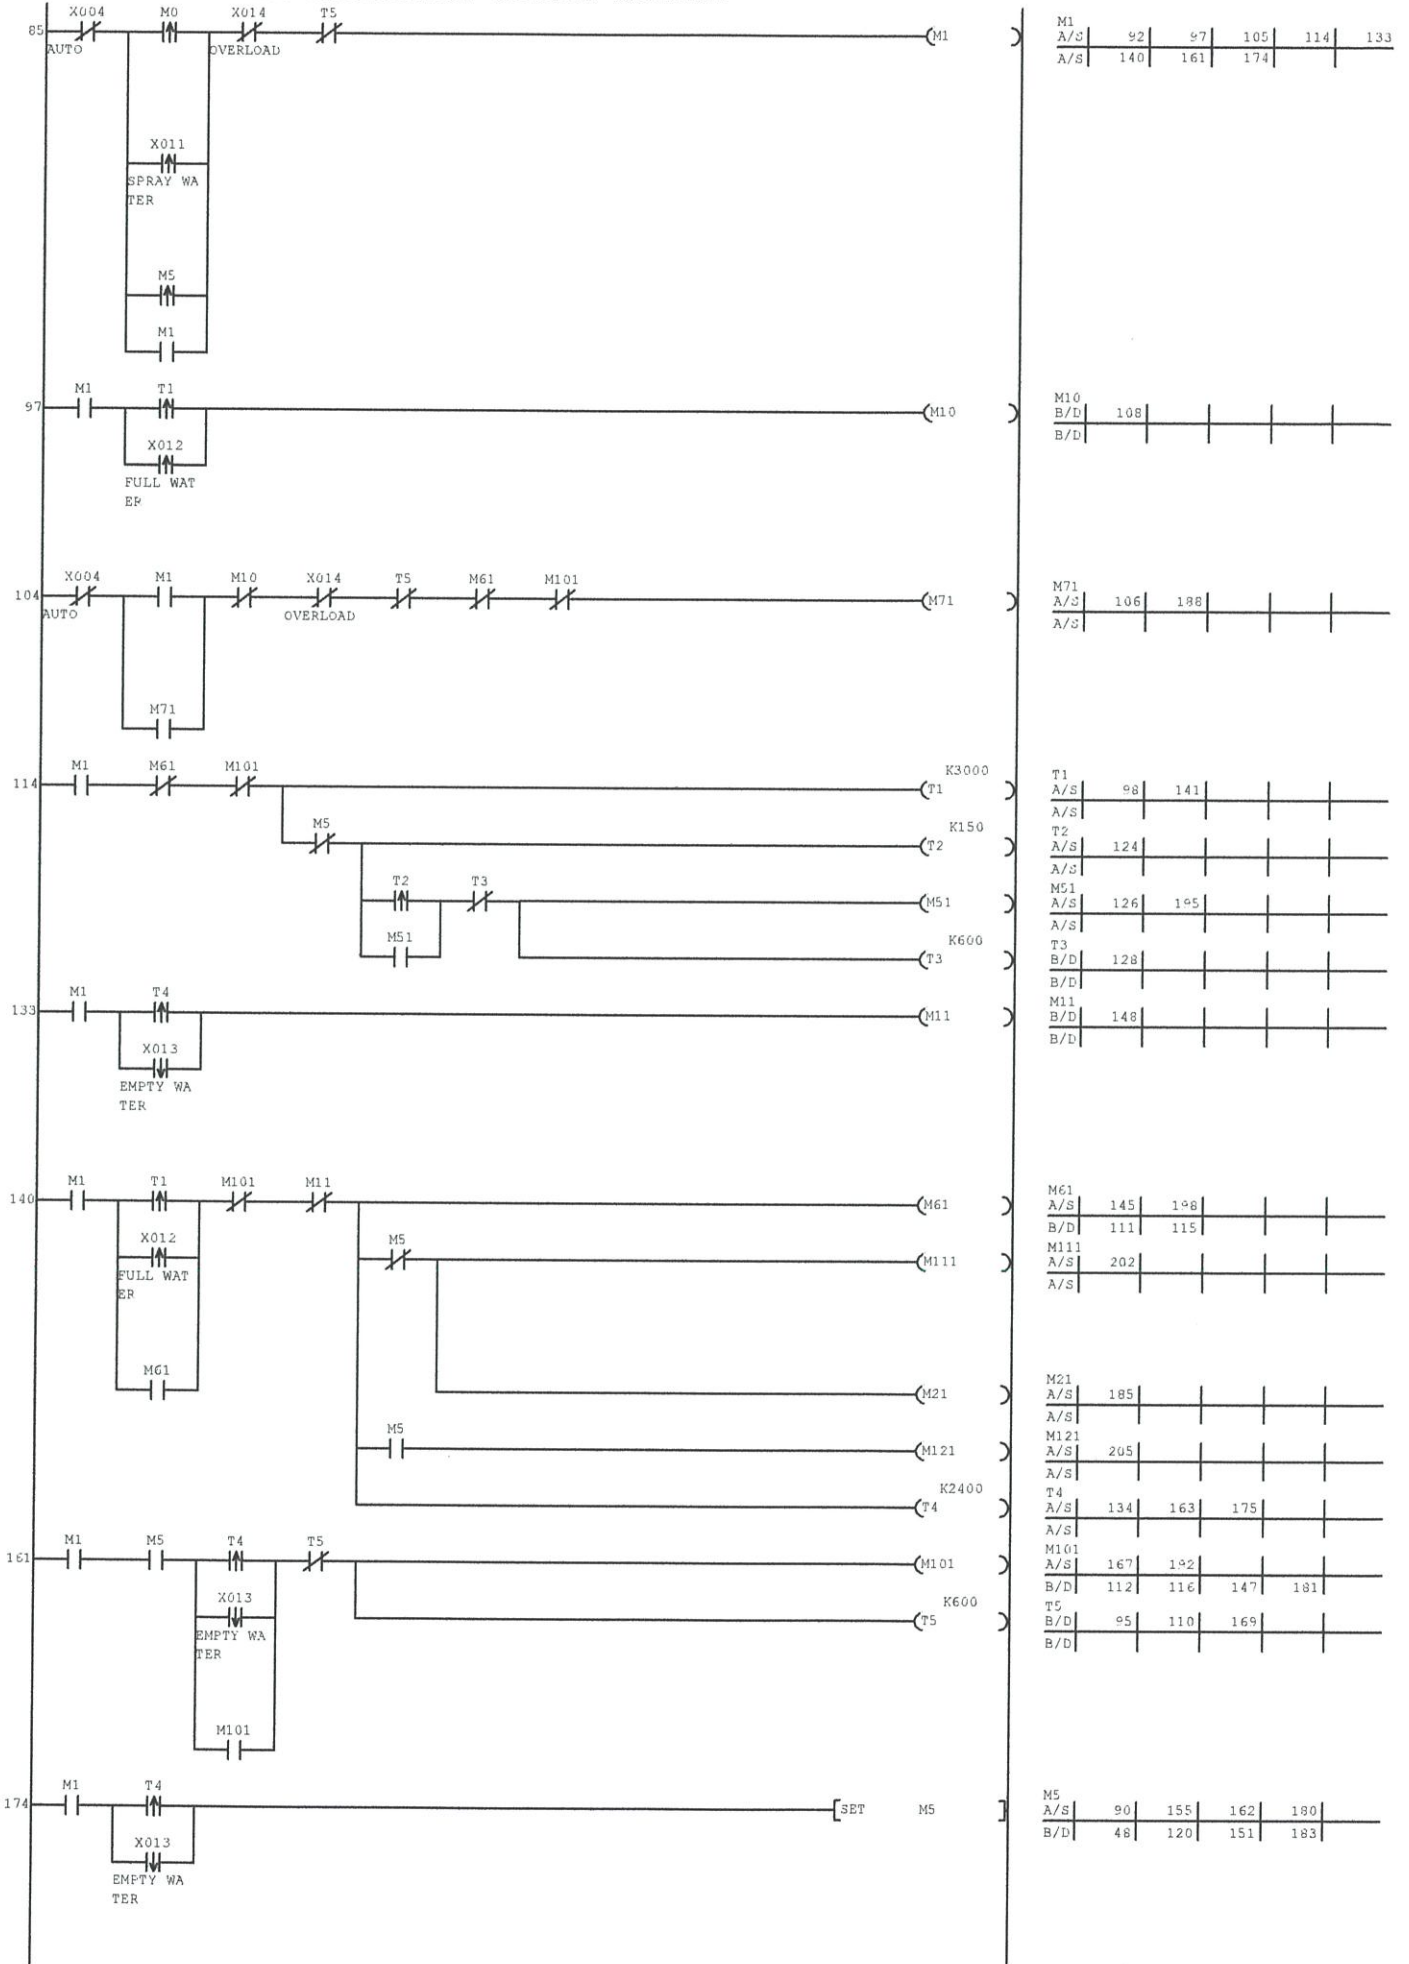 X004 M0 X014 T5
85 (M1 )
AUTO OVERLOAD
X011
SPRAY WA
TER
M5
M1
M1
A/S 92 97 105 114 133
A/S 140 161 174
M1 T1
97 (M10 )
X012
FULL WAT
ER
M10
B/D 108
B/D
X004 M1 M10 X014 T5 M61 M101
104 (M71 )
AUTO OVERLOAD
M71
M71
A/S 106 188
A/S
M1 M61 M101 K3000
114 (T1 )
M5 K150
(T2 )
T2 T3
(M51 )
M51 K600
(T3 )
T1
A/S 98 141
A/S
T2
A/S 124
A/S
M51
A/S 126 195
A/S
T3
B/D 128
B/D
M1 T4
133 (M11 )
X013
EMPTY WA
TER
M11
B/D 148
B/D
M1 T1 M101 M11
140 (M61 )
X012 M5
(M111 )
FULL WAT
ER
M61
(M21 )
M5
(M121 )
K2400
(T4 )
M61
A/S 145 198
B/D 111 115
M111
A/S 202
A/S
M21
A/S 185
A/S
M121
A/S 205
A/S
T4
A/S 134 163 175
A/S
M1 M5 T4 T5
161 (M101 )
X013 K600
(T5 )
EMPTY WA
TER
M101
M101
A/S 167 192
B/D 112 116 147 181
T5
B/D 95 110 169
B/D
M1 T4
174 [SET M5 ]
X013
EMPTY WA
TER
M5
A/S 90 155 162 180
B/D 48 120 151 183